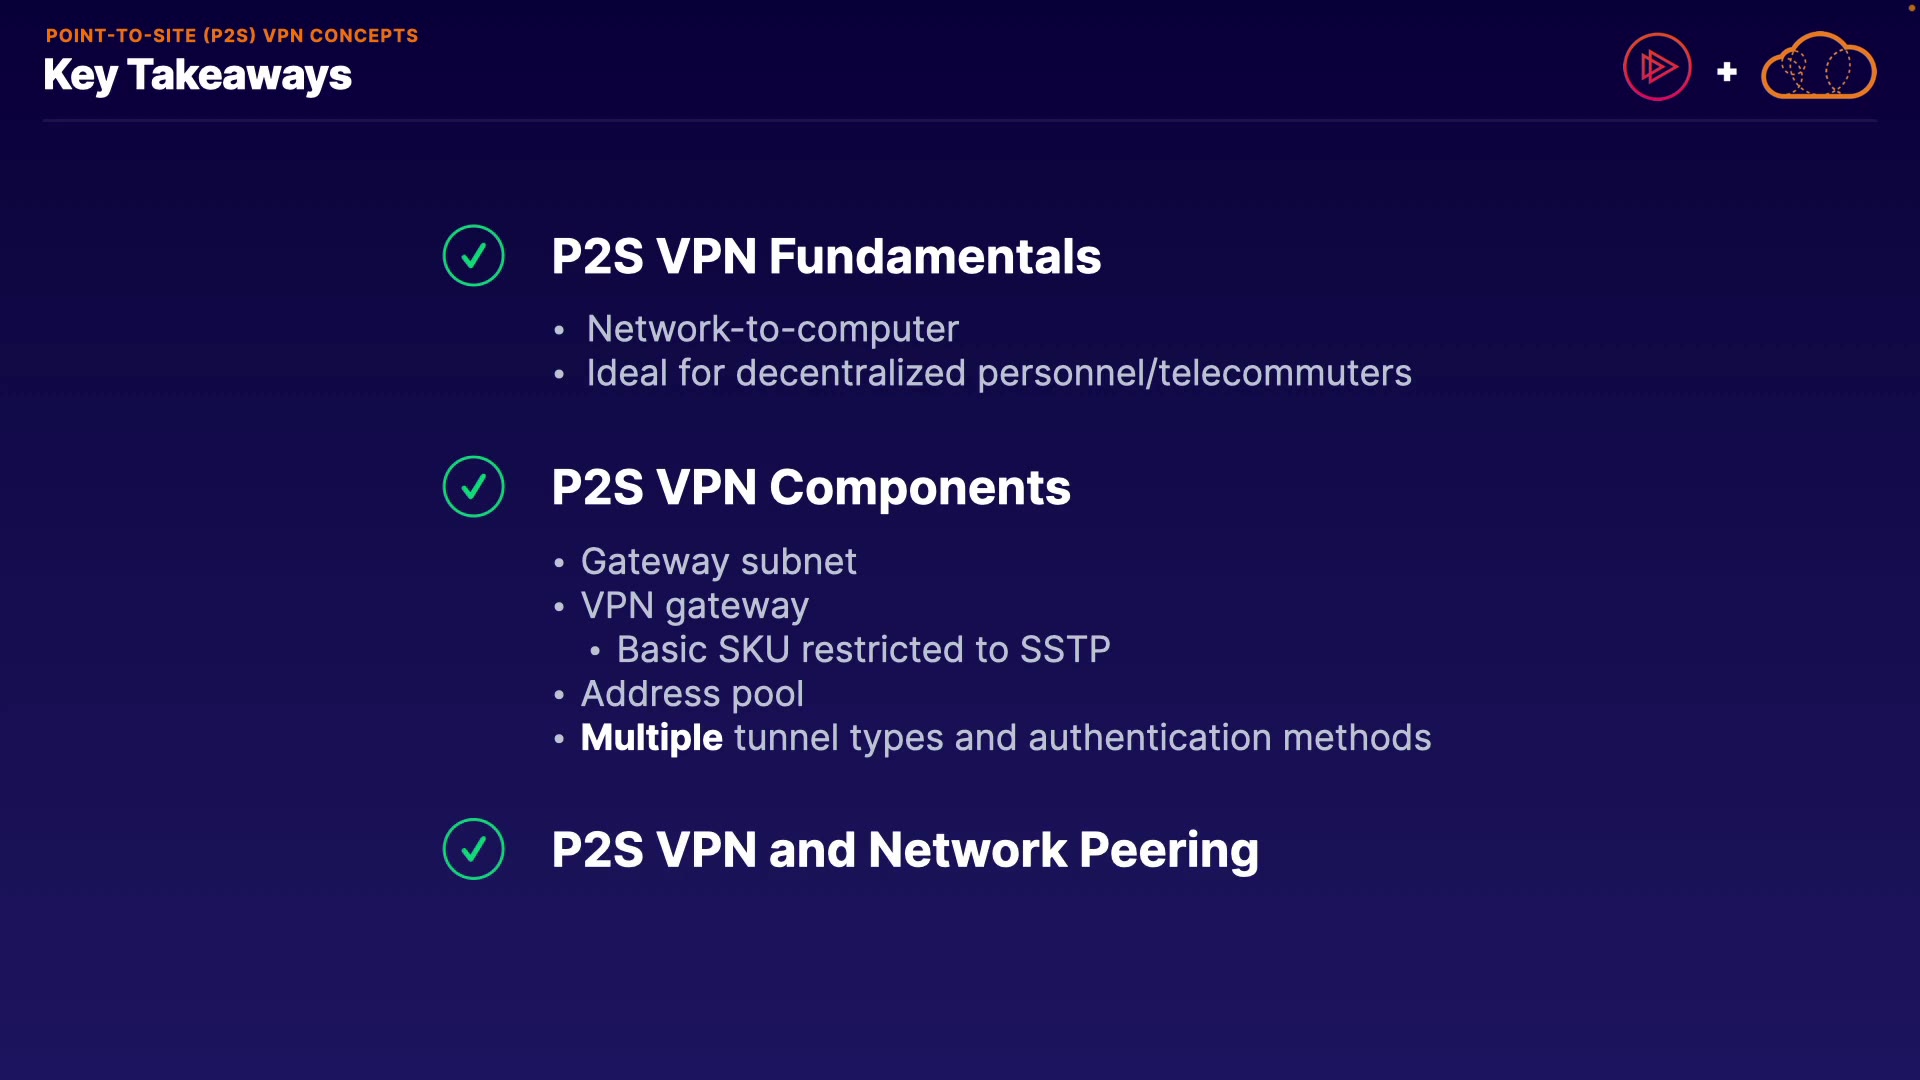 POINT-TO-SITE (P2S) VPN CONCEPTS
Key Takeaways
P2S VPN Fundamentals
• Network-to-computer
• Ideal for decentralized personnel/telecommuters
P2S VPN Components
• Gateway subnet
• VPN gateway
• Basic SKU restricted to SSTP
• Address pool
• Multiple tunnel types and authentication methods
P2S VPN and Network Peering